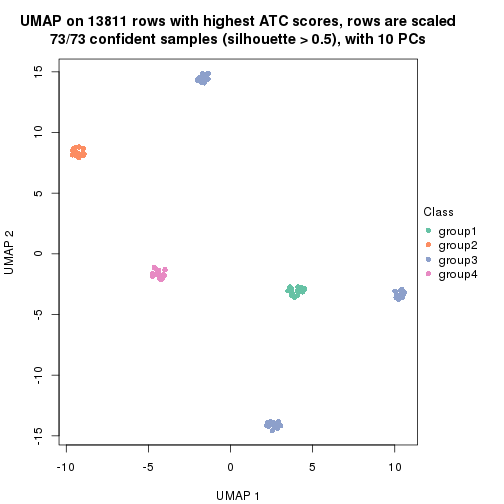 UMAP on 13811 rows with highest ATC scores, rows are scaled
73/73 confident samples (silhouette > 0.5), with 10 PCs
15
10
5
0
-5
-10
-15
UMAP 2
-10
-5
0
5
10
UMAP 1
Class
group1
group2
group3
group4